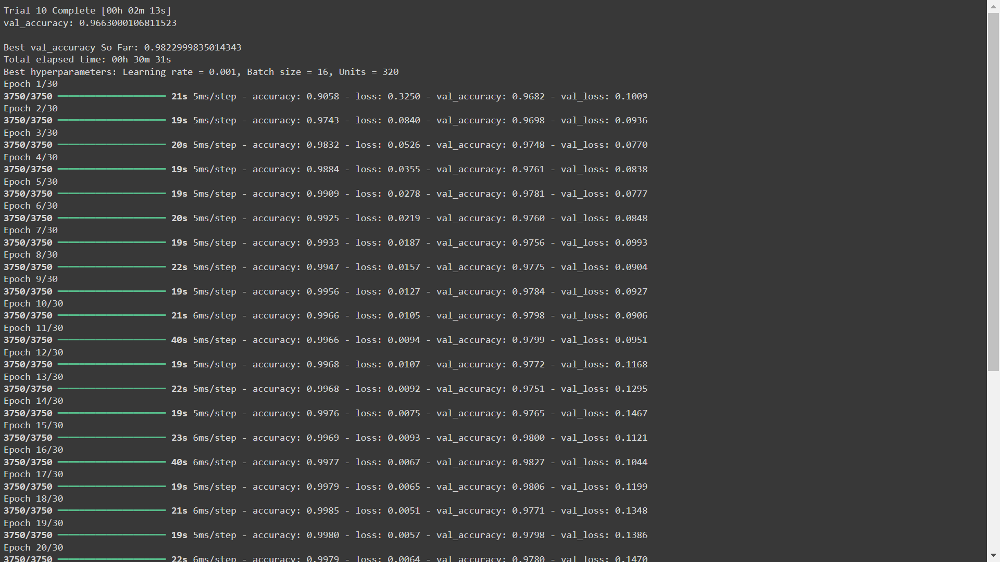 Trial 10 Complete [00h 02m 13s]
val_accuracy: 0.9663000106811523

Best val_accuracy So Far: 0.9822999835014343
Total elapsed time: 00h 30m 31s
Best hyperparameters: Learning rate = 0.001, Batch size = 16, Units = 320
Epoch 1/30
3750/3750 21s 5ms/step - accuracy: 0.9058 - loss: 0.3250 - val_accuracy: 0.9682 - val_loss: 0.1009
Epoch 2/30
3750/3750 19s 5ms/step - accuracy: 0.9743 - loss: 0.0840 - val_accuracy: 0.9698 - val_loss: 0.0936
Epoch 3/30
3750/3750 20s 5ms/step - accuracy: 0.9832 - loss: 0.0526 - val_accuracy: 0.9748 - val_loss: 0.0770
Epoch 4/30
3750/3750 19s 5ms/step - accuracy: 0.9884 - loss: 0.0355 - val_accuracy: 0.9761 - val_loss: 0.0838
Epoch 5/30
3750/3750 19s 5ms/step - accuracy: 0.9909 - loss: 0.0278 - val_accuracy: 0.9781 - val_loss: 0.0777
Epoch 6/30
3750/3750 20s 5ms/step - accuracy: 0.9925 - loss: 0.0219 - val_accuracy: 0.9760 - val_loss: 0.0848
Epoch 7/30
3750/3750 19s 5ms/step - accuracy: 0.9933 - loss: 0.0187 - val_accuracy: 0.9756 - val_loss: 0.0993
Epoch 8/30
3750/3750 22s 5ms/step - accuracy: 0.9947 - loss: 0.0157 - val_accuracy: 0.9775 - val_loss: 0.0904
Epoch 9/30
3750/3750 19s 5ms/step - accuracy: 0.9956 - loss: 0.0127 - val_accuracy: 0.9784 - val_loss: 0.0927
Epoch 10/30
3750/3750 21s 6ms/step - accuracy: 0.9966 - loss: 0.0105 - val_accuracy: 0.9798 - val_loss: 0.0906
Epoch 11/30
3750/3750 40s 5ms/step - accuracy: 0.9966 - loss: 0.0094 - val_accuracy: 0.9799 - val_loss: 0.0951
Epoch 12/30
3750/3750 19s 5ms/step - accuracy: 0.9968 - loss: 0.0107 - val_accuracy: 0.9772 - val_loss: 0.1168
Epoch 13/30
3750/3750 22s 5ms/step - accuracy: 0.9968 - loss: 0.0092 - val_accuracy: 0.9751 - val_loss: 0.1295
Epoch 14/30
3750/3750 19s 5ms/step - accuracy: 0.9976 - loss: 0.0075 - val_accuracy: 0.9765 - val_loss: 0.1467
Epoch 15/30
3750/3750 23s 6ms/step - accuracy: 0.9969 - loss: 0.0093 - val_accuracy: 0.9800 - val_loss: 0.1121
Epoch 16/30
3750/3750 40s 6ms/step - accuracy: 0.9977 - loss: 0.0067 - val_accuracy: 0.9827 - val_loss: 0.1044
Epoch 17/30
3750/3750 19s 5ms/step - accuracy: 0.9979 - loss: 0.0065 - val_accuracy: 0.9806 - val_loss: 0.1199
Epoch 18/30
3750/3750 21s 6ms/step - accuracy: 0.9985 - loss: 0.0051 - val_accuracy: 0.9771 - val_loss: 0.1348
Epoch 19/30
3750/3750 19s 5ms/step - accuracy: 0.9980 - loss: 0.0057 - val_accuracy: 0.9798 - val_loss: 0.1386
Epoch 20/30
3750/3750 22s 6ms/step - accuracy: 0.9979 - loss: 0.0064 - val_accuracy: 0.9780 - val_loss: 0.1470